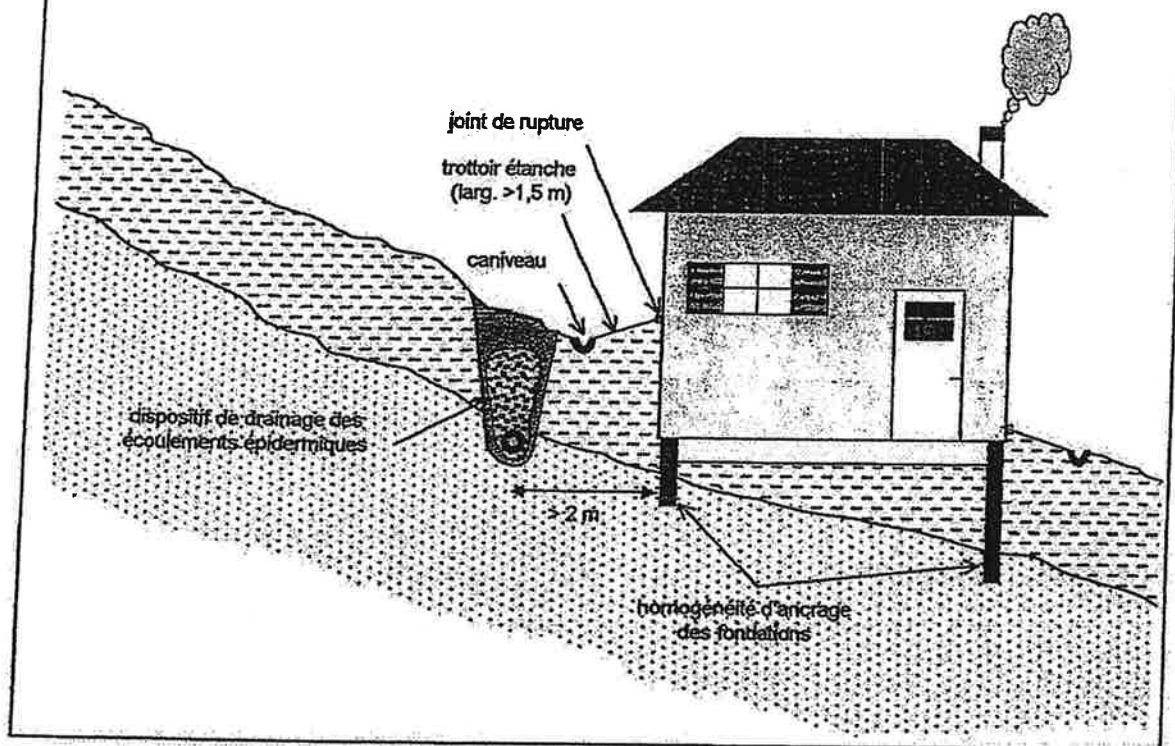 joint de rupture
trottoir étanche
(larg. >1,5 m)
caniveau
dispositif de drainage des
écoulements épidermiques
> 2 m
homogénéité d'ancrage
des fondations